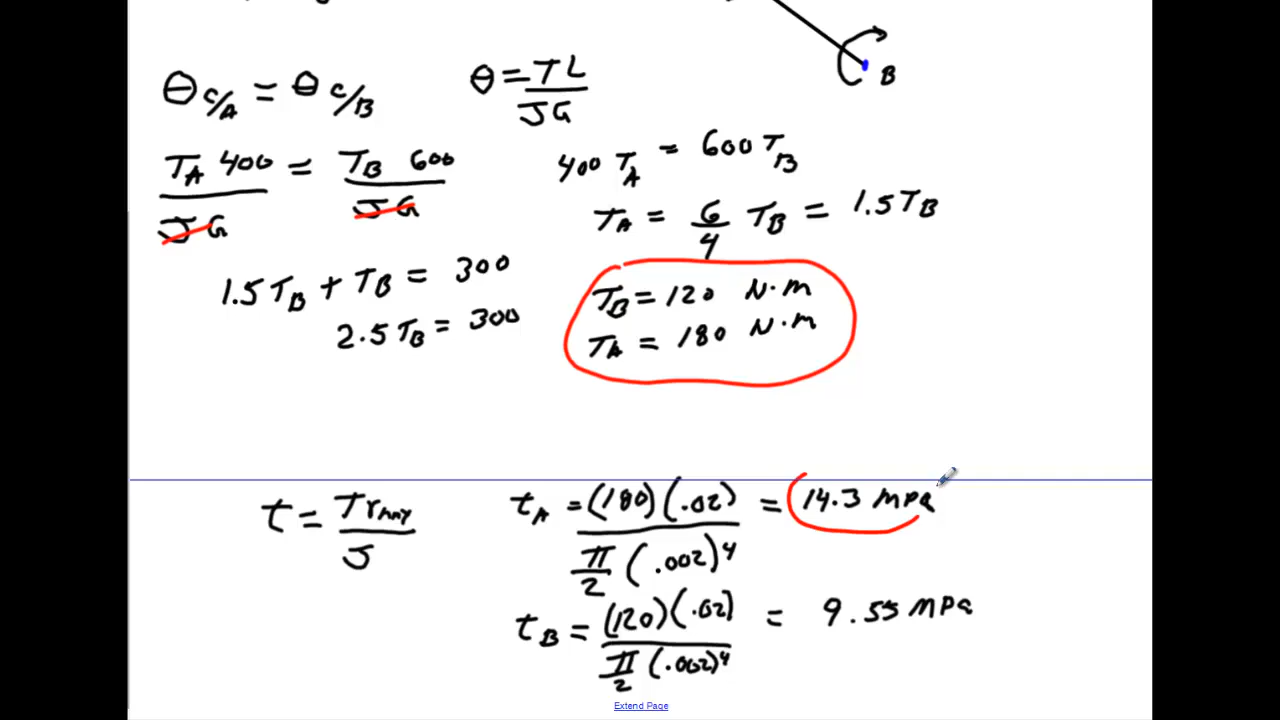 B
θ C/A = θ C/B
θ = TL / JG
TA 400 / JG = TB 600 / JG
400 TA = 600 TB
TA = 6/4 TB = 1.5 TB
1.5 TB + TB = 300
2.5 TB = 300
TB = 120 N·m
TA = 180 N·m
τ = T rmax / J
τA = (180)(.02) / π/2 (.002)^4 = 14.3 mpa
τB = (120)(.02) / π/2 (.002)^4 = 9.55 mpa
Extend Page